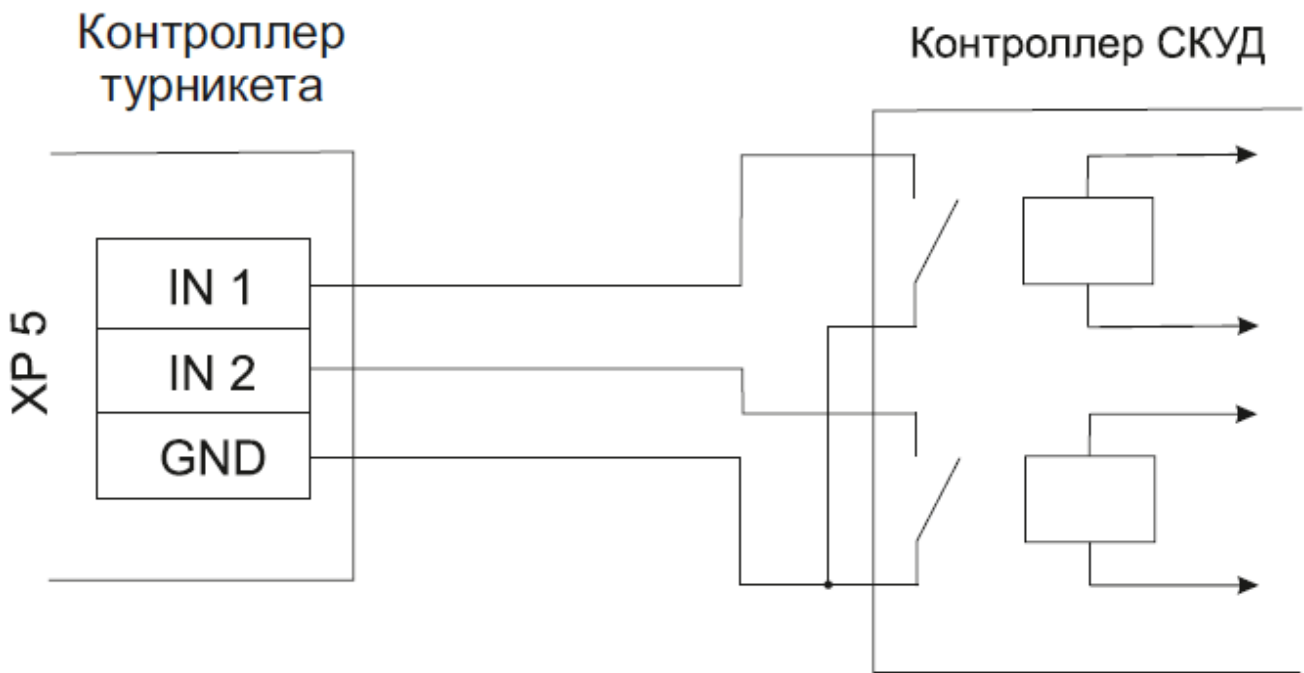 Контроллер
турникета
Контроллер СКУД
XP 5
IN 1
IN 2
GND